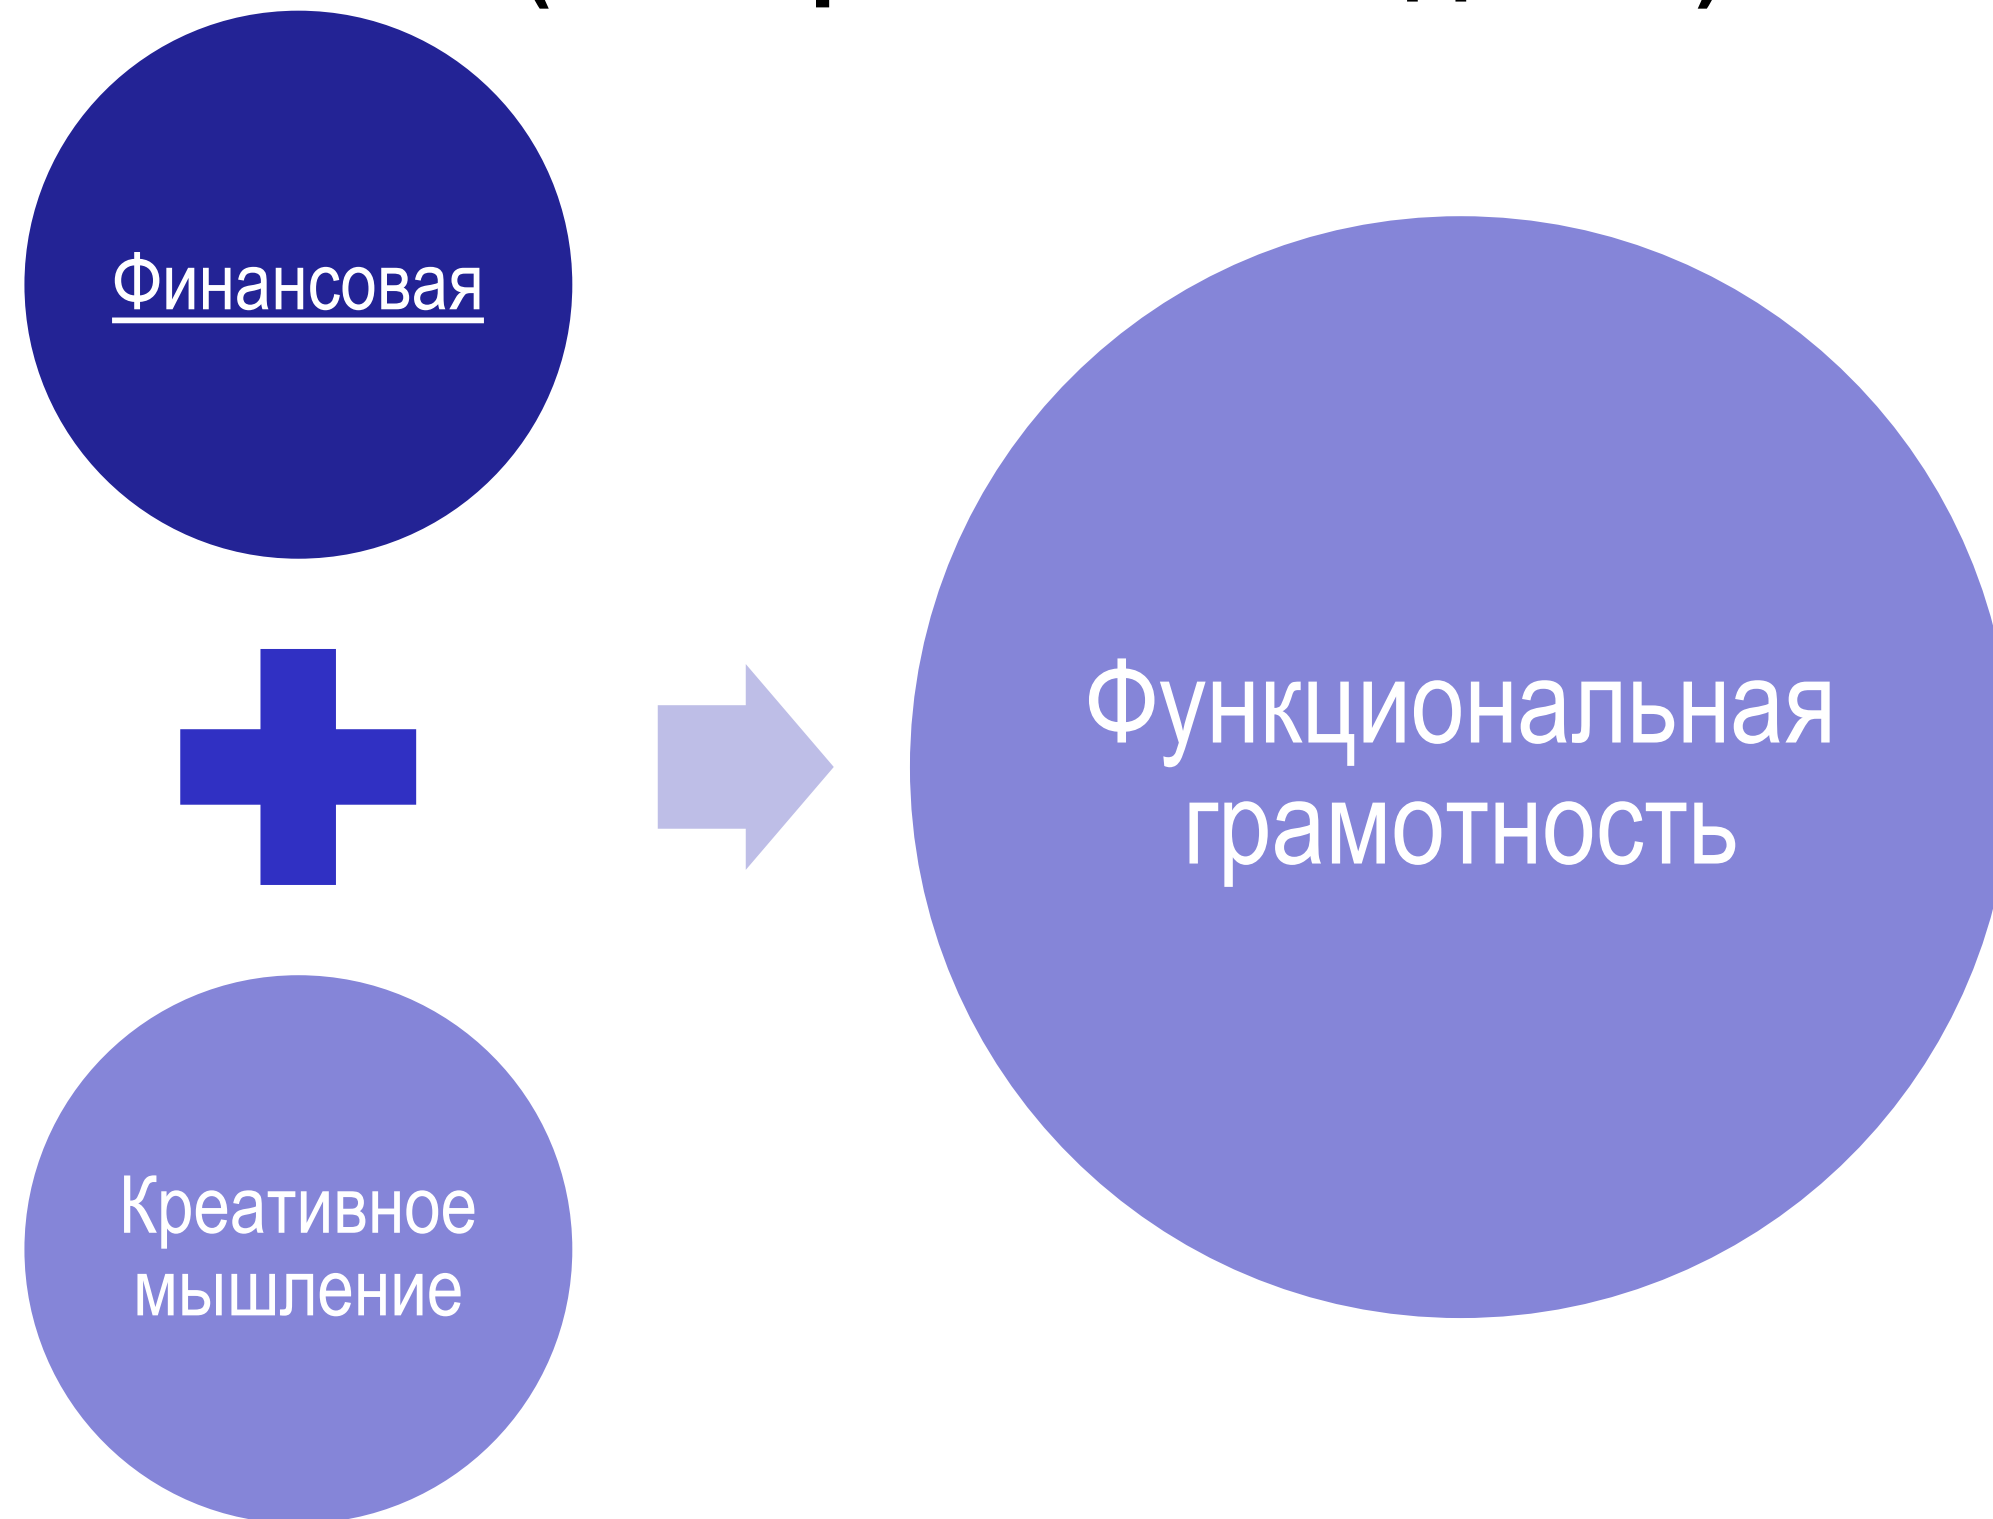 Финансовая
Функциональная
грамотность
Креативное
мышление